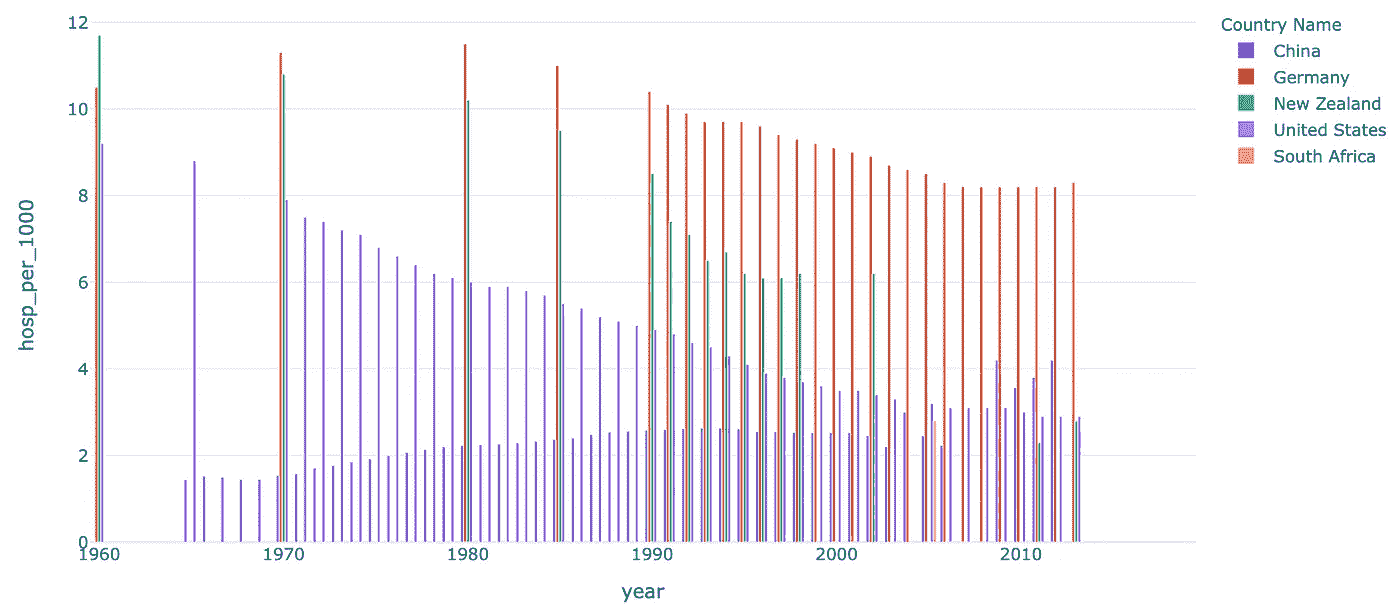 Country Name
China
Germany
New Zealand
United States
South Africa
hosp_per_1000
12
10
8
6
4
2
0
1960
1970
1980
1990
2000
2010
year